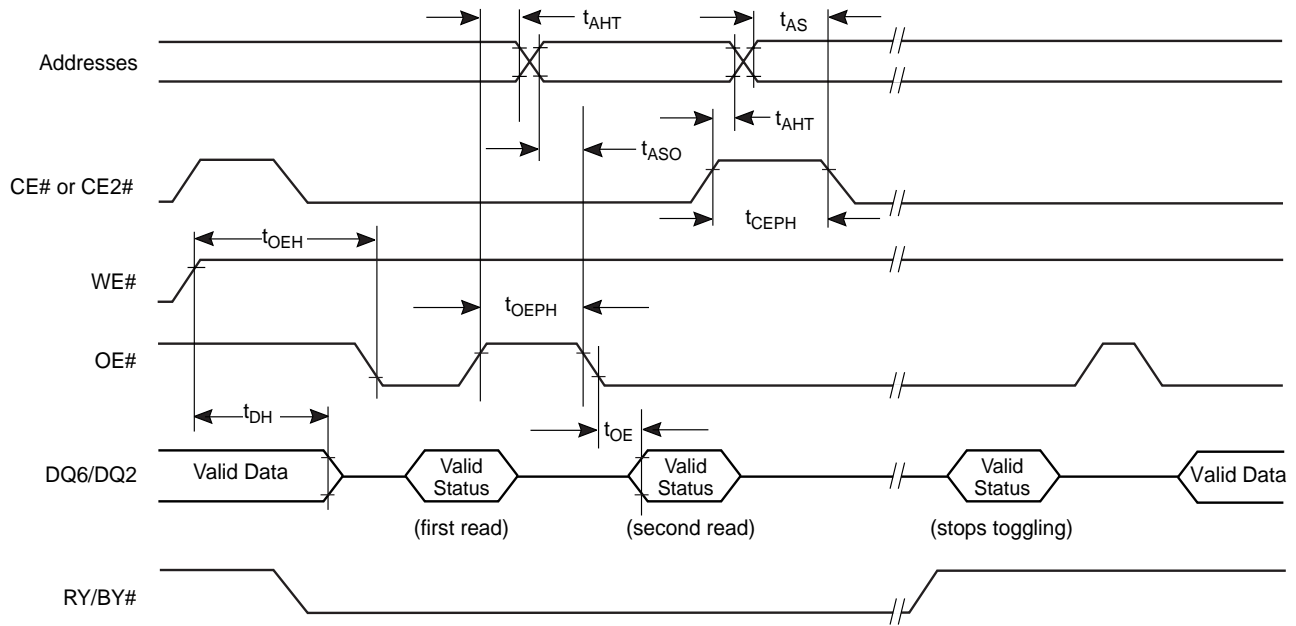 tAHT
tAS
Addresses
tAHT
tASO
CE# or CE2#
tCEPH
tOEH
WE#
tOEPH
OE#
tDH
tOE
DQ6/DQ2
Valid Data
Valid
Status
Valid
Status
Valid
Status
Valid Data
(first read)
(second read)
(stops toggling)
RY/BY#